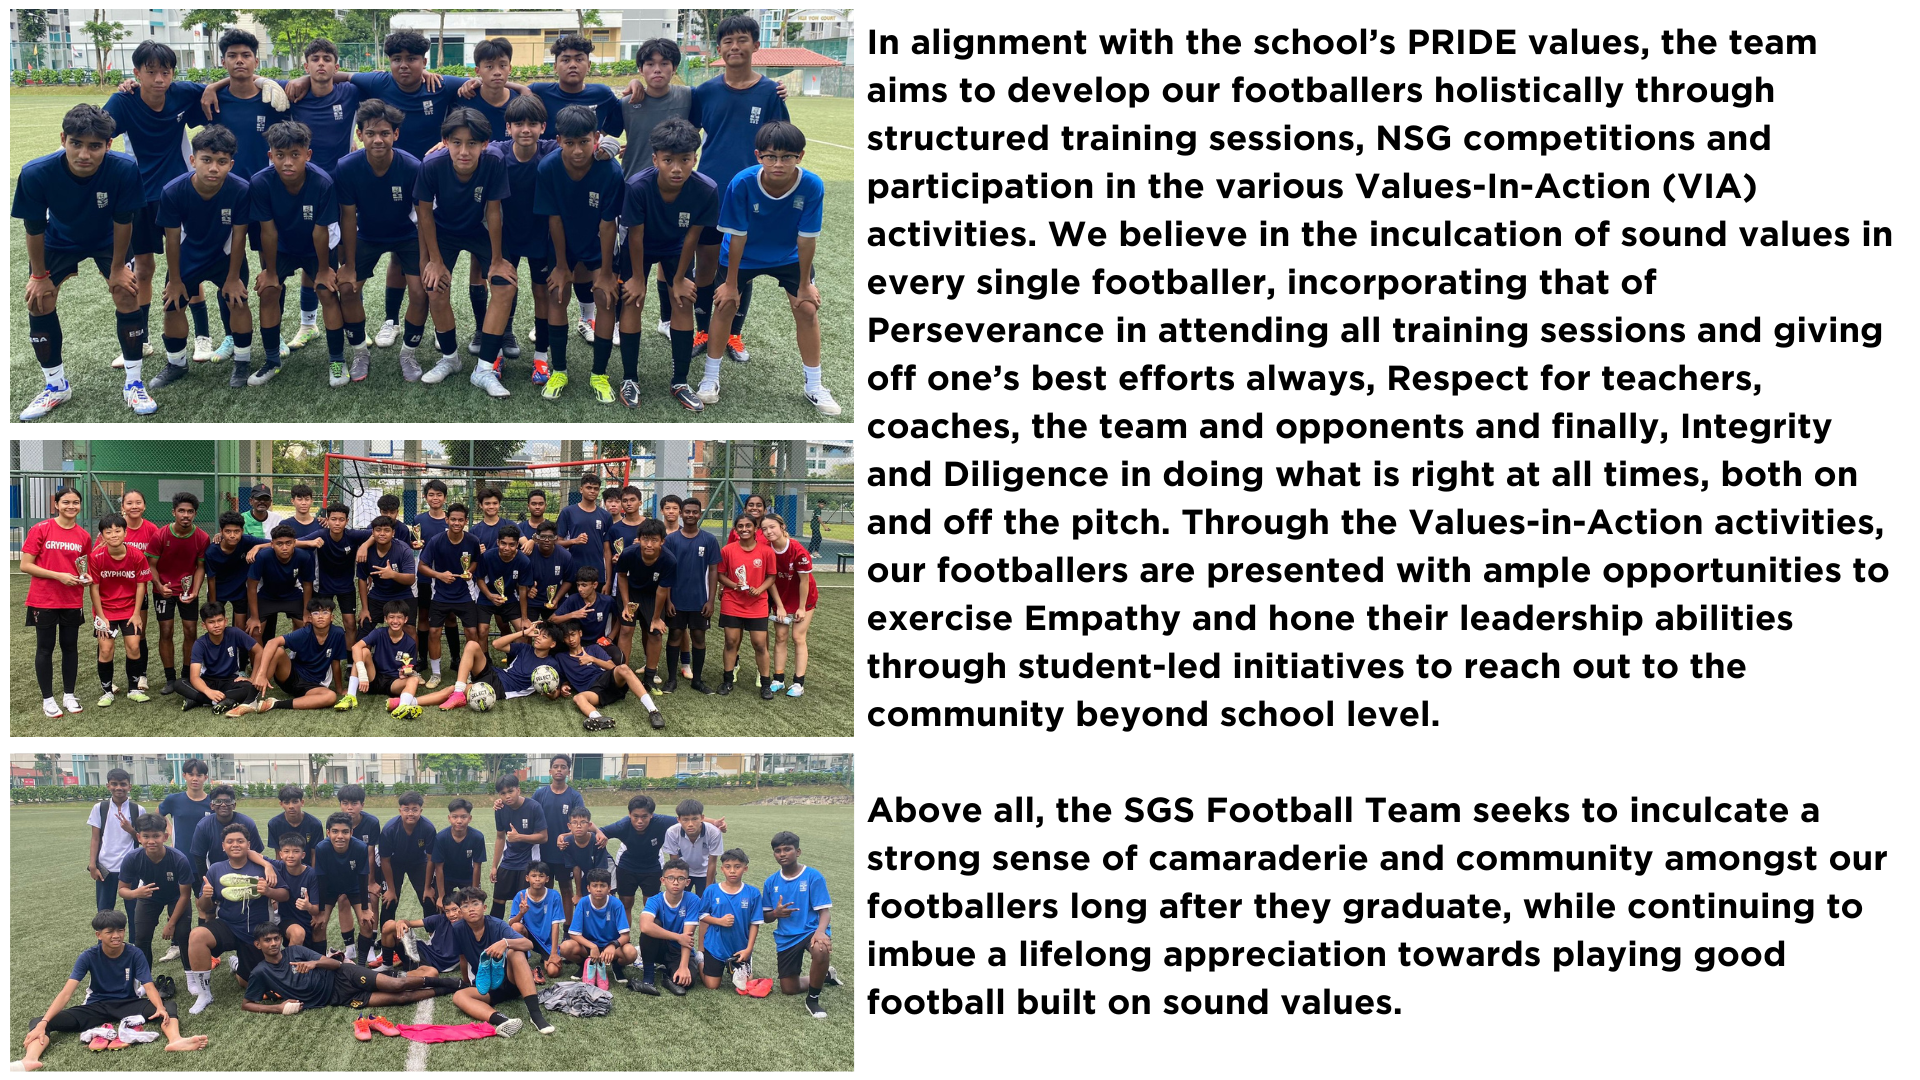 In alignment with the school’s PRIDE values, the team
aims to develop our footballers holistically through
structured training sessions, NSG competitions and
participation in the various Values-In-Action (VIA)
activities. We believe in the inculcation of sound values in
every single footballer, incorporating that of
Perseverance in attending all training sessions and giving
off one’s best efforts always, Respect for teachers,
coaches, the team and opponents and finally, Integrity
and Diligence in doing what is right at all times, both on
and off the pitch. Through the Values-in-Action activities,
our footballers are presented with ample opportunities to
exercise Empathy and hone their leadership abilities
through student-led initiatives to reach out to the
community beyond school level.
Above all, the SGS Football Team seeks to inculcate a
strong sense of camaraderie and community amongst our
footballers long after they graduate, while continuing to
imbue a lifelong appreciation towards playing good
football built on sound values.
ESA
ESA
GRYPHONS
GRYPHONS
SELECT
SELECT